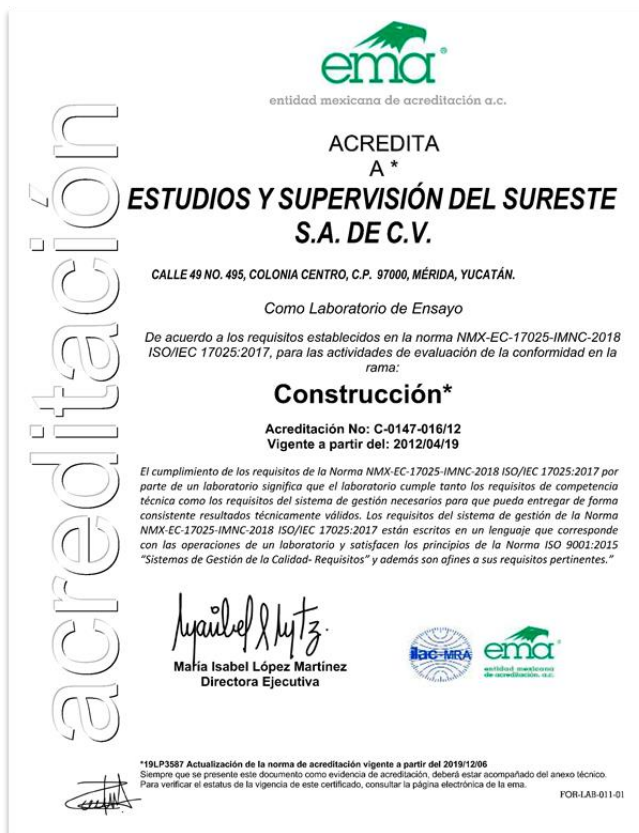 ema®
entidad mexicana de acreditación a.c.
acreditación
ACREDITA
A *
ESTUDIOS Y SUPERVISIÓN DEL SURESTE
S.A. DE C.V.
CALLE 49 NO. 495, COLONIA CENTRO, C.P. 97000, MÉRIDA, YUCATÁN.
Como Laboratorio de Ensayo
De acuerdo a los requisitos establecidos en la norma NMX-EC-17025-IMNC-2018
ISO/IEC 17025:2017, para las actividades de evaluación de la conformidad en la
rama:
Construcción*
Acreditación No: C-0147-016/12
Vigente a partir del: 2012/04/19
El cumplimiento de los requisitos de la Norma NMX-EC-17025-IMNC-2018 ISO/IEC 17025:2017 por
parte de un laboratorio significa que el laboratorio cumple tanto los requisitos de competencia
técnica como los requisitos del sistema de gestión necesarios para que pueda entregar de forma
consistente resultados técnicamente válidos. Los requisitos del sistema de gestión de la Norma
NMX-EC-17025-IMNC-2018 ISO/IEC 17025:2017 están escritos en un lenguaje que corresponde
con las operaciones de un laboratorio y satisfacen los principios de la Norma ISO 9001:2015
"Sistemas de Gestión de la Calidad- Requisitos" y además son afines a sus requisitos pertinentes."
María Isabel López Martínez
Directora Ejecutiva
ilac-MRA
ema®
entidad mexicana
de acreditación, a.c.
*19LP3587 Actualización de la norma de acreditación vigente a partir del 2019/12/06
Siempre que se presente este documento como evidencia de acreditación, deberá estar acompañado del anexo técnico.
Para verificar el estatus de la vigencia de este certificado, consultar la página electrónica de la ema.
FOR-LAB-011-01